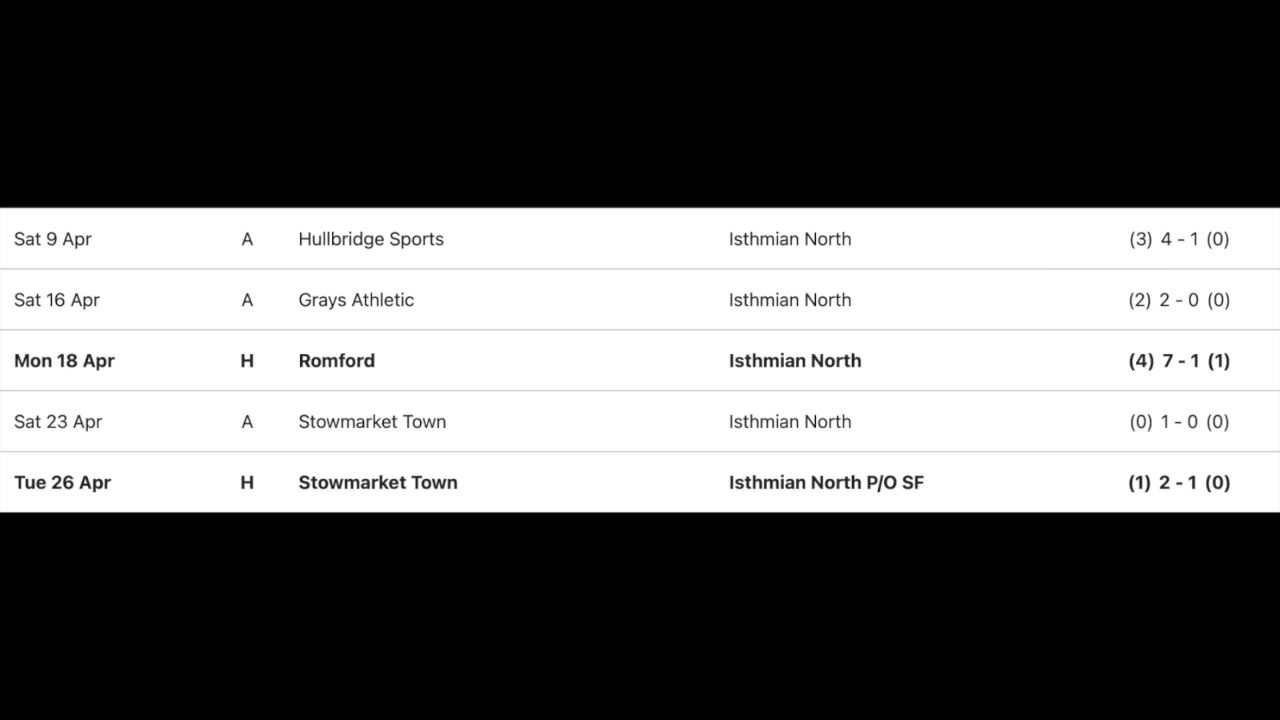 Sat 9 Apr A Hullbridge Sports Isthmian North (3) 4 - 1 (0)
Sat 16 Apr A Grays Athletic Isthmian North (2) 2 - 0 (0)
Mon 18 Apr H Romford Isthmian North (4) 7 - 1 (1)
Sat 23 Apr A Stowmarket Town Isthmian North (0) 1 - 0 (0)
Tue 26 Apr H Stowmarket Town Isthmian North P/O SF (1) 2 - 1 (0)